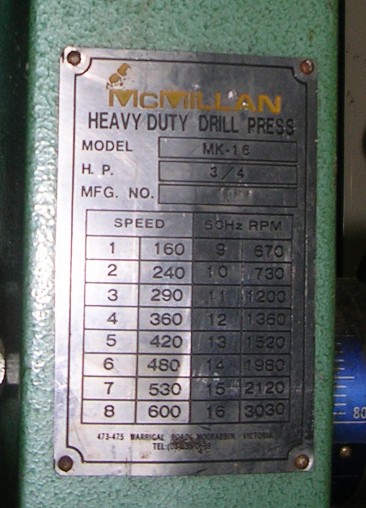 McMILLAN
HEAVY DUTY DRILL PRESS
MODEL MK-16
H. P. 3/4
MFG. NO.
SPEED 50Hz RPM
1 160 9 670
2 240 10 730
3 290 11 1200
4 360 12 1360
5 420 13 1520
6 480 14 1980
7 530 15 2120
8 600 16 3030
473-475 WARRIGAL ROAD, MOORABBIN, VICTORIA
TEL:
80